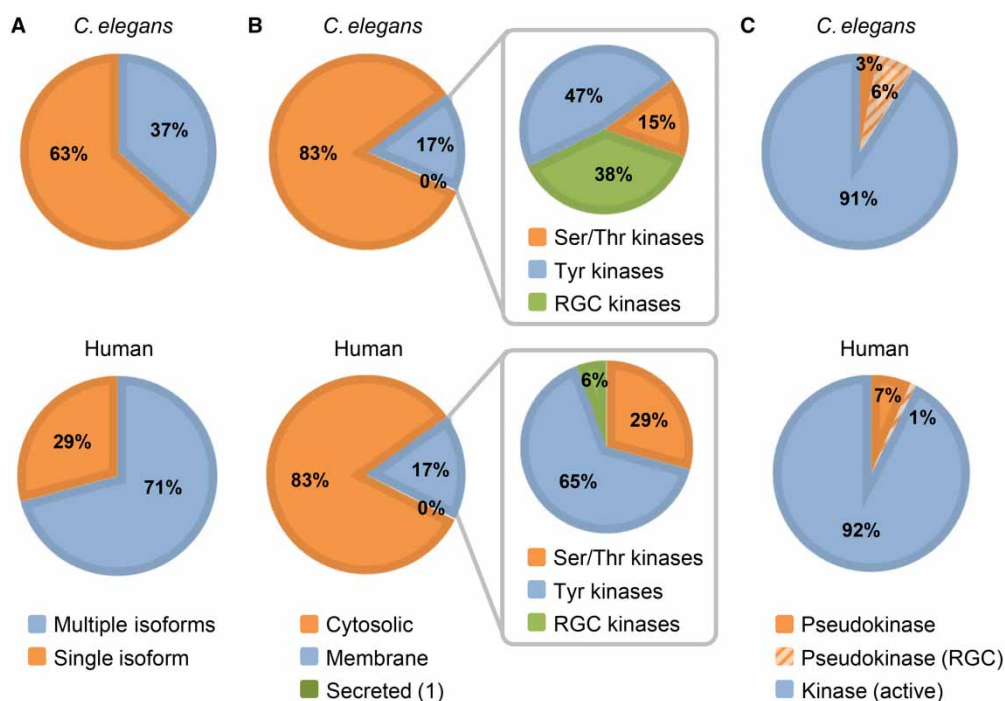 A
C. elegans
63%
37%
B
C. elegans
83%
17%
0%
47%
15%
38%
Ser/Thr kinases
Tyr kinases
RGC kinases
C
C. elegans
3%
6%
91%
Human
29%
71%
Multiple isoforms
Single isoform
Human
83%
17%
0%
Cytosolic
Membrane
Secreted (1)
6%
29%
65%
Ser/Thr kinases
Tyr kinases
RGC kinases
Human
7%
1%
92%
Pseudokinase
Pseudokinase (RGC)
Kinase (active)